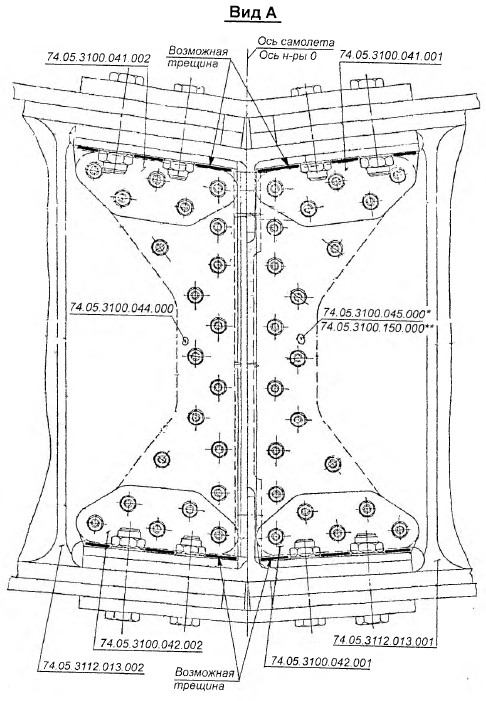 Вид А
Ось самолета
Ось н-ры 0
74.05.3100.041.002
Возможная
трещина
74.05.3100.041.001
74.05.3100.044.000
74.05.3100.045.000*
74.05.3100.150.000**
74.05.3100.042.002
74.05.3112.013.001
74.05.3112.013.002
Возможная
трещина
74.05.3100.042.001